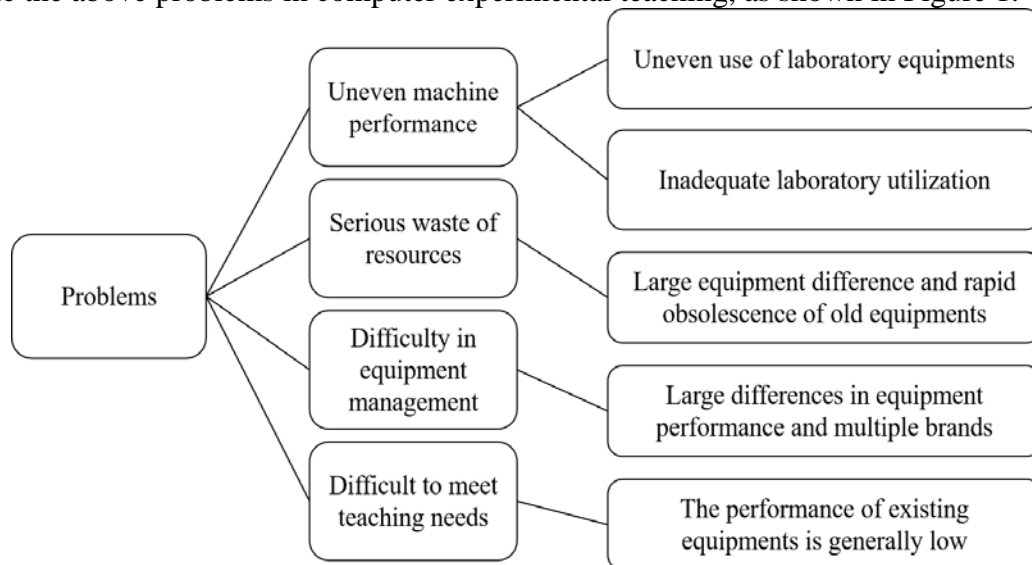 the above problems in computer experimental teaching, as shown in Figure 1.
Uneven machine
performance
Uneven use of laboratory equipments
Inadequate laboratory utilization
Problems
Serious waste of
resources
Large equipment difference and rapid
obsolescence of old equipments
Difficulty in
equipment
management
Large differences in equipment
performance and multiple brands
Difficult to meet
teaching needs
The performance of existing
equipments is generally low